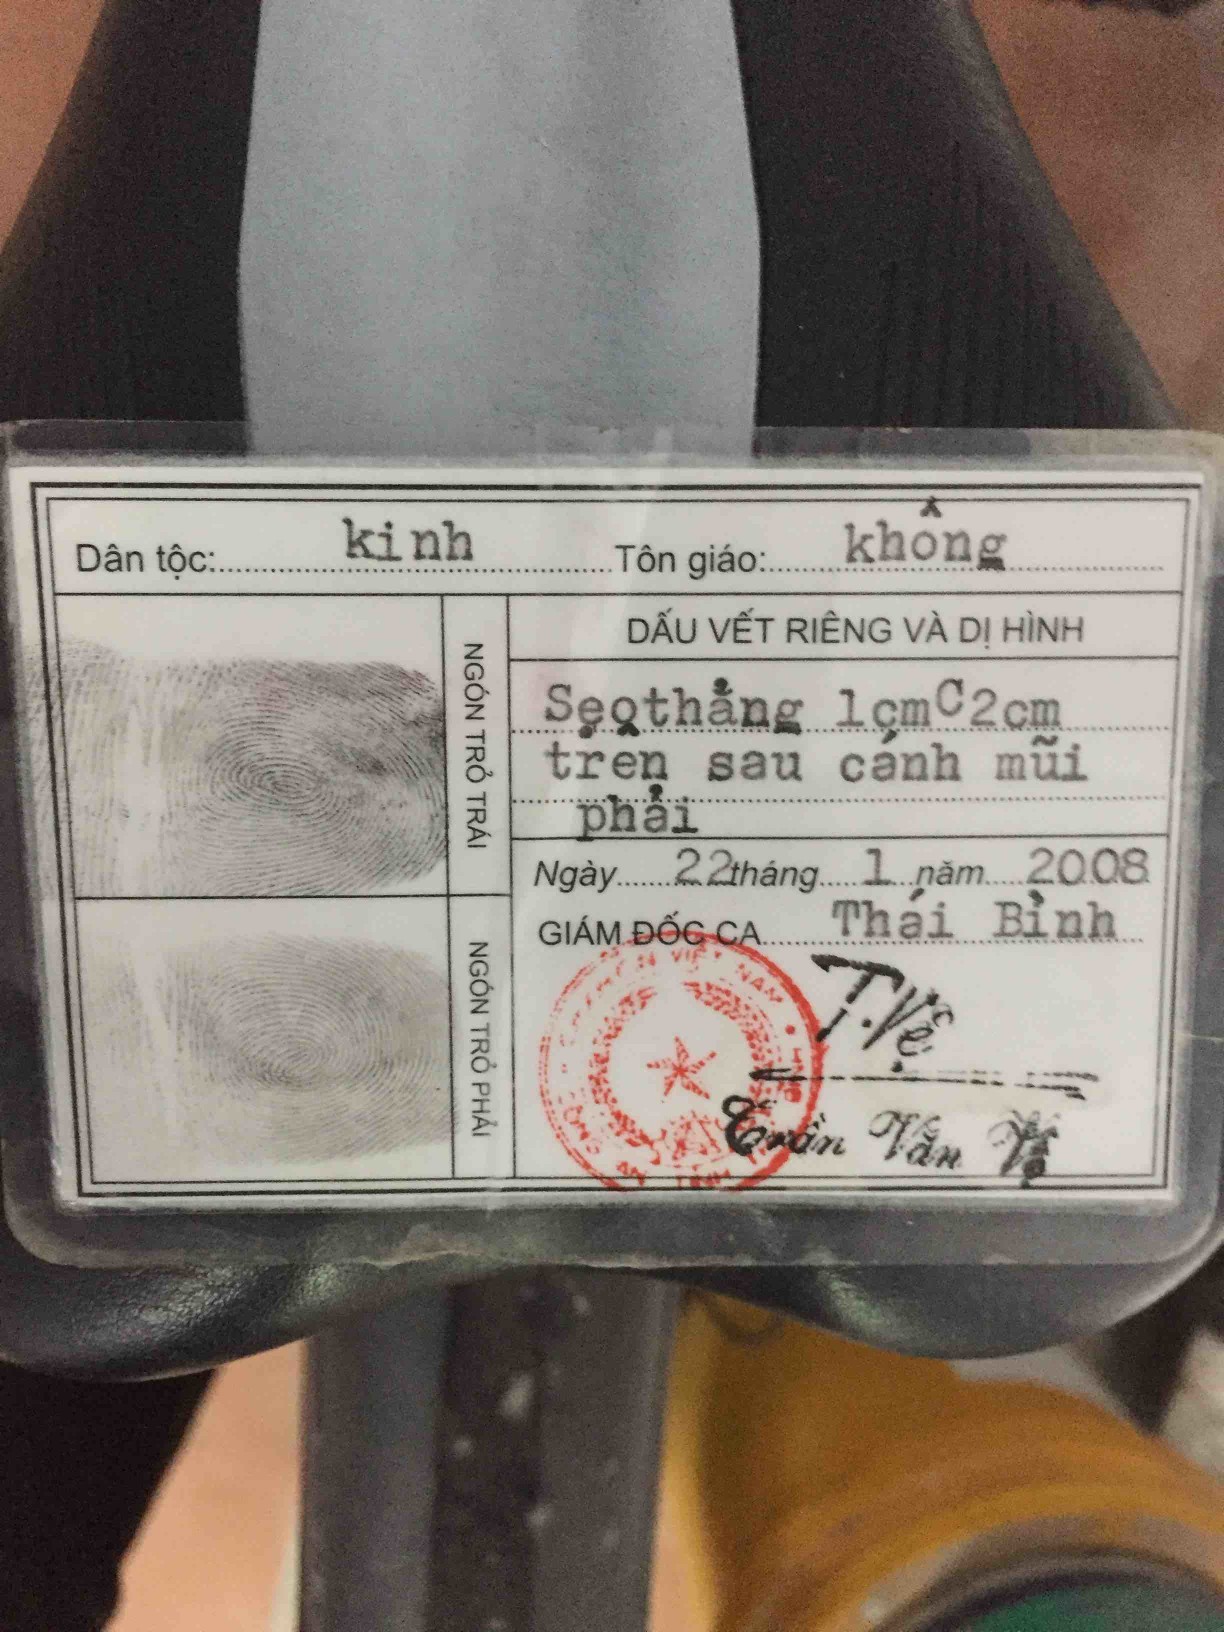 Dân tộc: kinh Tôn giáo: không
DẤU VẾT RIÊNG VÀ DỊ HÌNH
NGÓN TRỎ TRÁI
Sẹothẳng 1cmC2cm
trên sau cánh mũi
phải
Ngày 22 tháng 1 năm 2008
GIÁM ĐỐC CA Thái Bình
NGÓN TRỎ PHẢI
VIỆT NAM
T.Vệ
Trần Văn Vệ